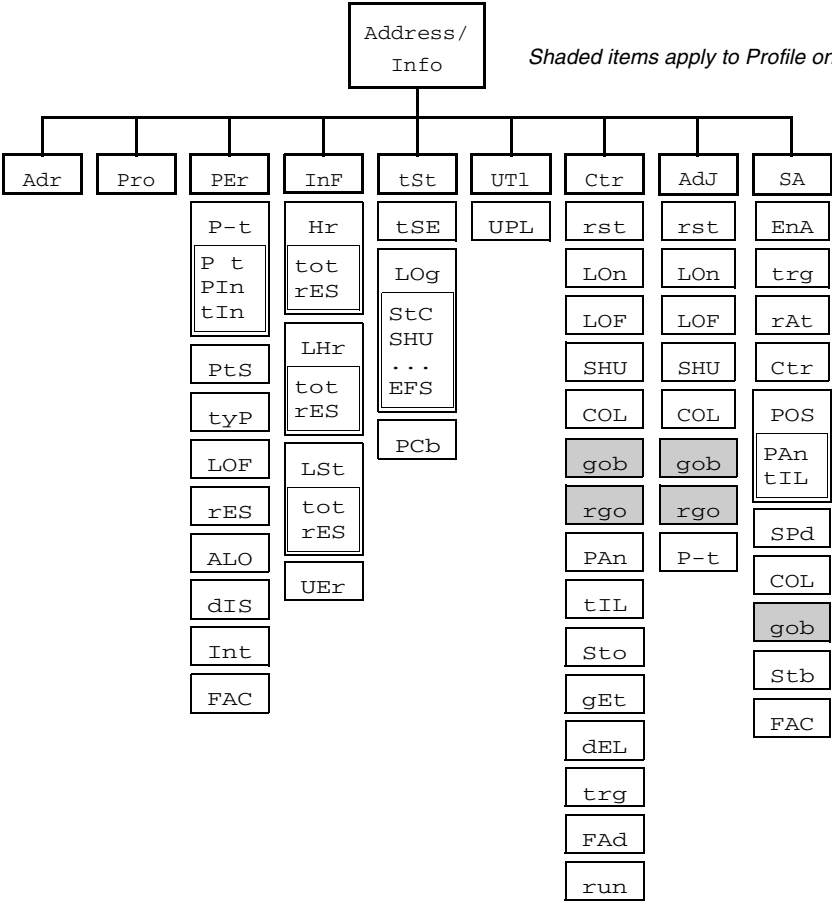 Address/
Info
Shaded items apply to Profile on
Adr
Pro
PEr
InF
tSt
UTl
Ctr
AdJ
SA
P-t
P t
PIn
tIn
PtS
tyP
LOF
rES
ALO
dIS
Int
FAC
Hr
tot
rES
LHr
tot
rES
LSt
tot
rES
UEr
tSE
LOg
StC
SHU
...
EFS
PCb
UPL
rst
LOn
LOF
SHU
COL
gob
rgo
PAn
tIL
Sto
gEt
dEL
trg
FAd
run
rst
LOn
LOF
SHU
COL
gob
rgo
P-t
EnA
trg
rAt
Ctr
POS
PAn
tIL
SPd
COL
gob
Stb
FAC